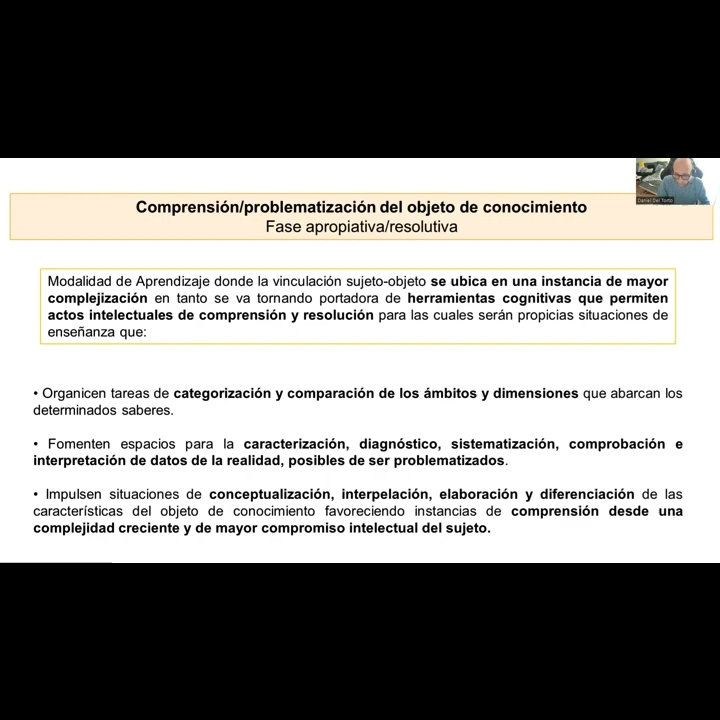 Daniel Del Torto
Comprensión/problematización del objeto de conocimiento
Fase apropiativa/resolutiva
Modalidad de Aprendizaje donde la vinculación sujeto-objeto se ubica en una instancia de mayor
complejización en tanto se va tornando portadora de herramientas cognitivas que permiten
actos intelectuales de comprensión y resolución para las cuales serán propicias situaciones de
enseñanza que:
• Organicen tareas de categorización y comparación de los ámbitos y dimensiones que abarcan los
determinados saberes.
• Fomenten espacios para la caracterización, diagnóstico, sistematización, comprobación e
interpretación de datos de la realidad, posibles de ser problematizados.
• Impulsen situaciones de conceptualización, interpelación, elaboración y diferenciación de las
características del objeto de conocimiento favoreciendo instancias de comprensión desde una
complejidad creciente y de mayor compromiso intelectual del sujeto.